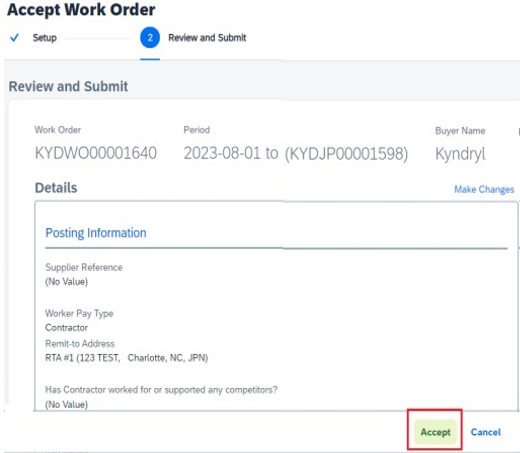 Accept Work Order
Setup
2 Review and Submit
Review and Submit
Work Order
Period
Buyer Name
KYDWO00001640
2023-08-01 to (KYDJP00001598)
Kyndryl
Details
Make Changes
Posting Information
Supplier Reference
(No Value)
Worker Pay Type
Contractor
Remit-to Address
RTA #1 (123 TEST, Charlotte, NC, JPN)
Has Contractor worked for or supported any competitors?
(No Value)
Accept
Cancel